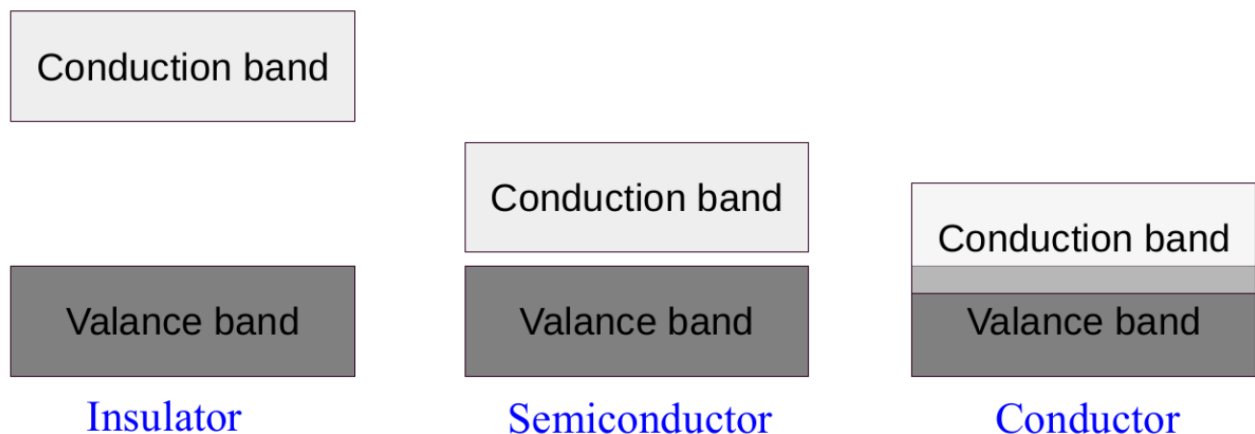 Conduction band
Valance band
Insulator
Conduction band
Valance band
Semiconductor
Conduction band
Valance band
Conductor